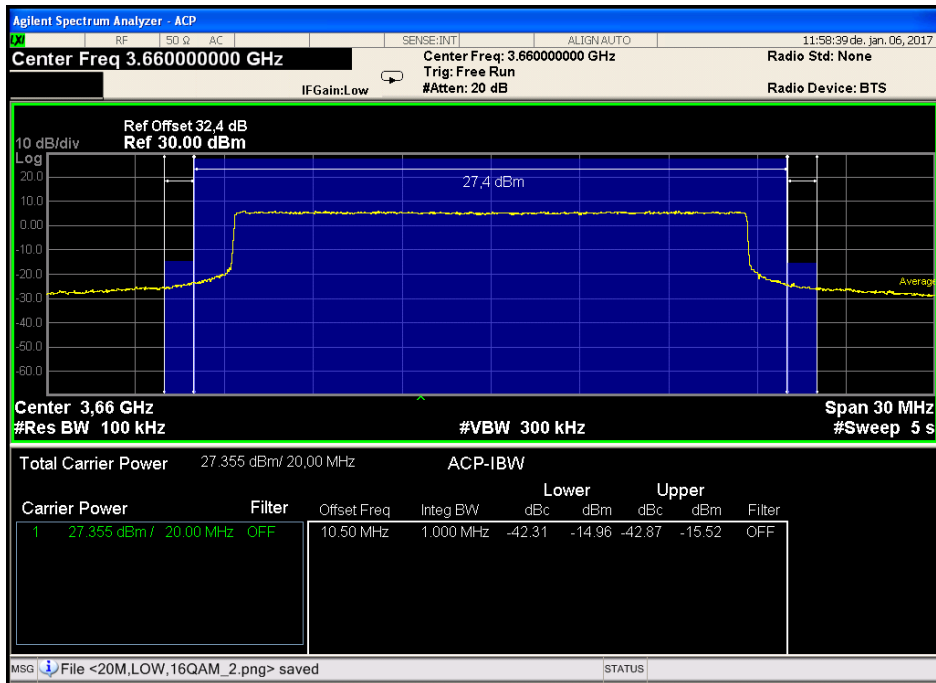 Agilent Spectrum Analyzer - ACP
LXI RF 50 Ω AC SENSE:INT ALIGN AUTO 11:58:39 de. jan. 06, 2017
Center Freq 3.660000000 GHz Center Freq: 3.660000000 GHz Radio Std: None
Trig: Free Run
IFGain:Low #Atten: 20 dB Radio Device: BTS
Ref Offset 32,4 dB
10 dB/div Ref 30.00 dBm
Log
27,4 dBm
20.0
10.0
0.00
-10.0
-20.0
Average
-30.0
-40.0
-50.0
-60.0
Center 3,66 GHz Span 30 MHz
#Res BW 100 kHz #VBW 300 kHz #Sweep 5 s
Total Carrier Power 27.355 dBm/ 20,00 MHz ACP-IBW
Lower Upper
Carrier Power Filter Offset Freq Integ BW dBc dBm dBc dBm Filter
1 27.355 dBm / 20.00 MHz OFF 10.50 MHz 1.000 MHz -42.31 -14.96 -42.87 -15.52 OFF
MSG File <20M,LOW,16QAM_2.png> saved STATUS